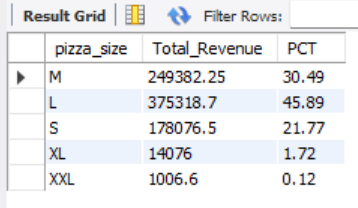 Result Grid Filter Rows:
pizza_size Total_Revenue PCT
M 249382.25 30.49
L 375318.7 45.89
S 178076.5 21.77
XL 14076 1.72
XXL 1006.6 0.12